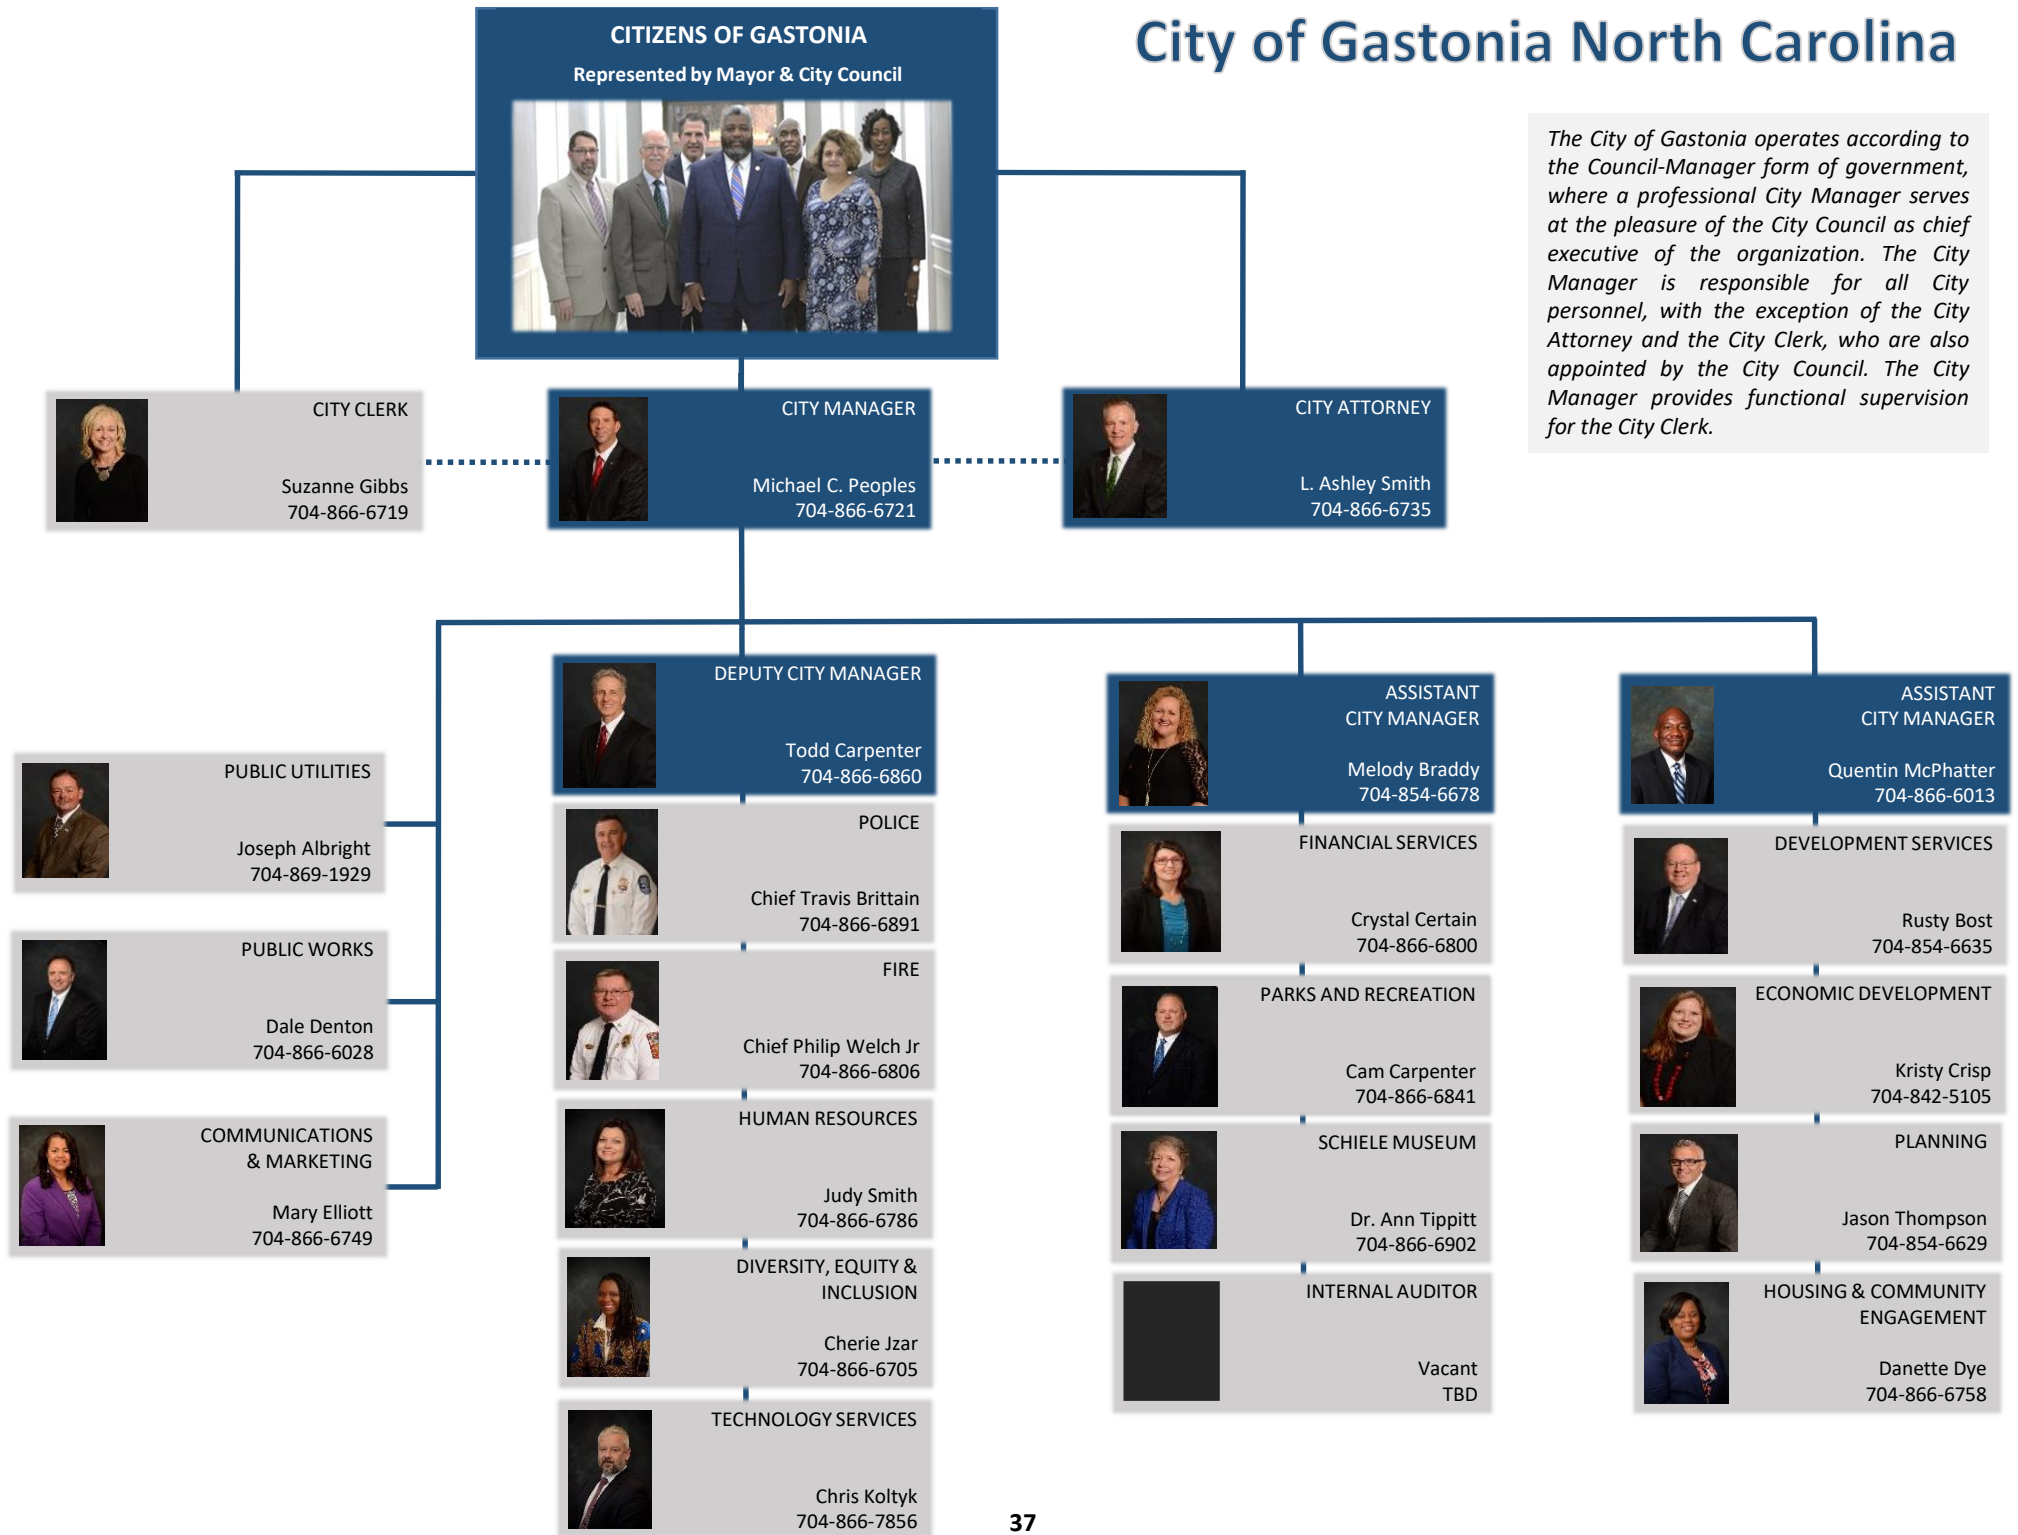 CITIZENS OF GASTONIA
Represented by Mayor & City Council
City of Gastonia North Carolina
The City of Gastonia operates according to
the Council-Manager form of government,
where a professional City Manager serves
at the pleasure of the City Council as chief
executive of the organization. The City
Manager is responsible for all City
personnel, with the exception of the City
Attorney and the City Clerk, who are also
appointed by the City Council. The City
Manager provides functional supervision
for the City Clerk.
CITY CLERK
Suzanne Gibbs
704-866-6719
CITY MANAGER
Michael C. Peoples
704-866-6721
CITY ATTORNEY
L. Ashley Smith
704-866-6735
PUBLIC UTILITIES
Joseph Albright
704-869-1929
PUBLIC WORKS
Dale Denton
704-866-6028
COMMUNICATIONS
& MARKETING
Mary Elliott
704-866-6749
DEPUTY CITY MANAGER
Todd Carpenter
704-866-6860
POLICE
Chief Travis Brittain
704-866-6891
FIRE
Chief Philip Welch Jr
704-866-6806
HUMAN RESOURCES
Judy Smith
704-866-6786
DIVERSITY, EQUITY &
INCLUSION
Cherie Jzar
704-866-6705
TECHNOLOGY SERVICES
Chris Koltyk
704-866-7856
ASSISTANT
CITY MANAGER
Melody Braddy
704-854-6678
FINANCIAL SERVICES
Crystal Certain
704-866-6800
PARKS AND RECREATION
Cam Carpenter
704-866-6841
SCHIELE MUSEUM
Dr. Ann Tippitt
704-866-6902
INTERNAL AUDITOR
Vacant
TBD
ASSISTANT
CITY MANAGER
Quentin McPhatter
704-866-6013
DEVELOPMENT SERVICES
Rusty Bost
704-854-6635
ECONOMIC DEVELOPMENT
Kristy Crisp
704-842-5105
PLANNING
Jason Thompson
704-854-6629
HOUSING & COMMUNITY
ENGAGEMENT
Danette Dye
704-866-6758
37